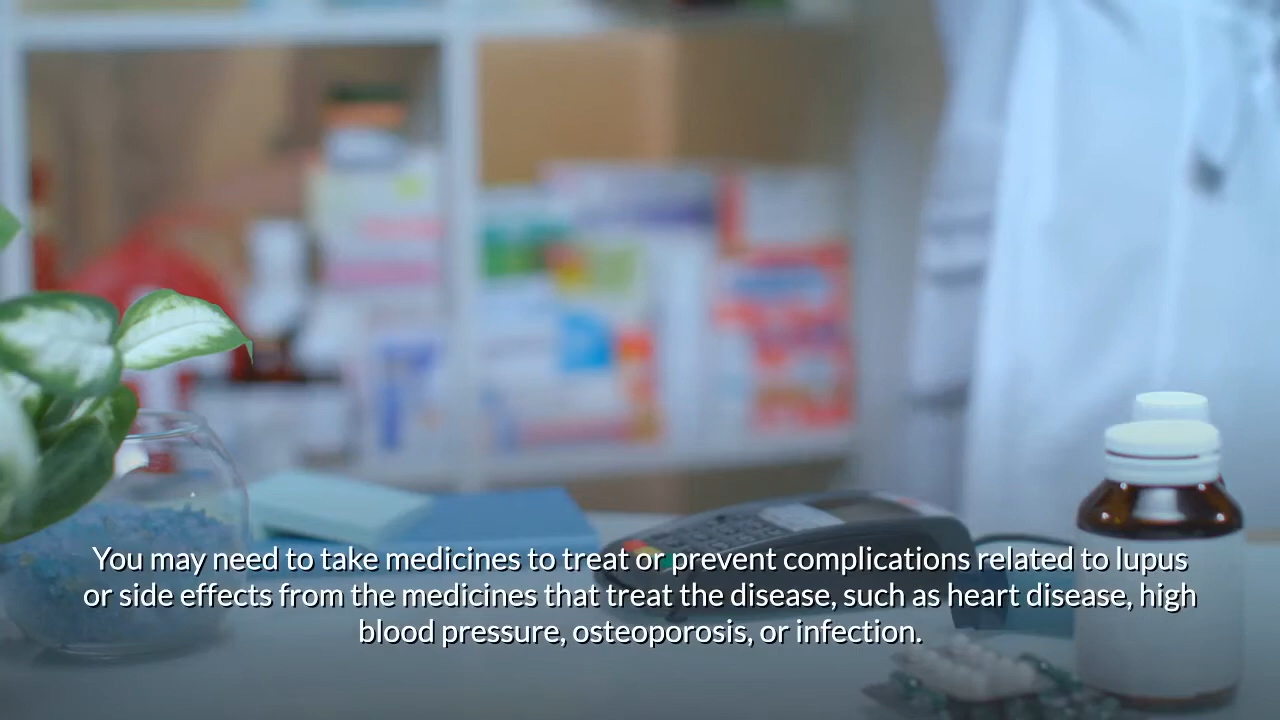 You may need to take medicines to treat or prevent complications related to lupus
or side effects from the medicines that treat the disease, such as heart disease, high
blood pressure, osteoporosis, or infection.